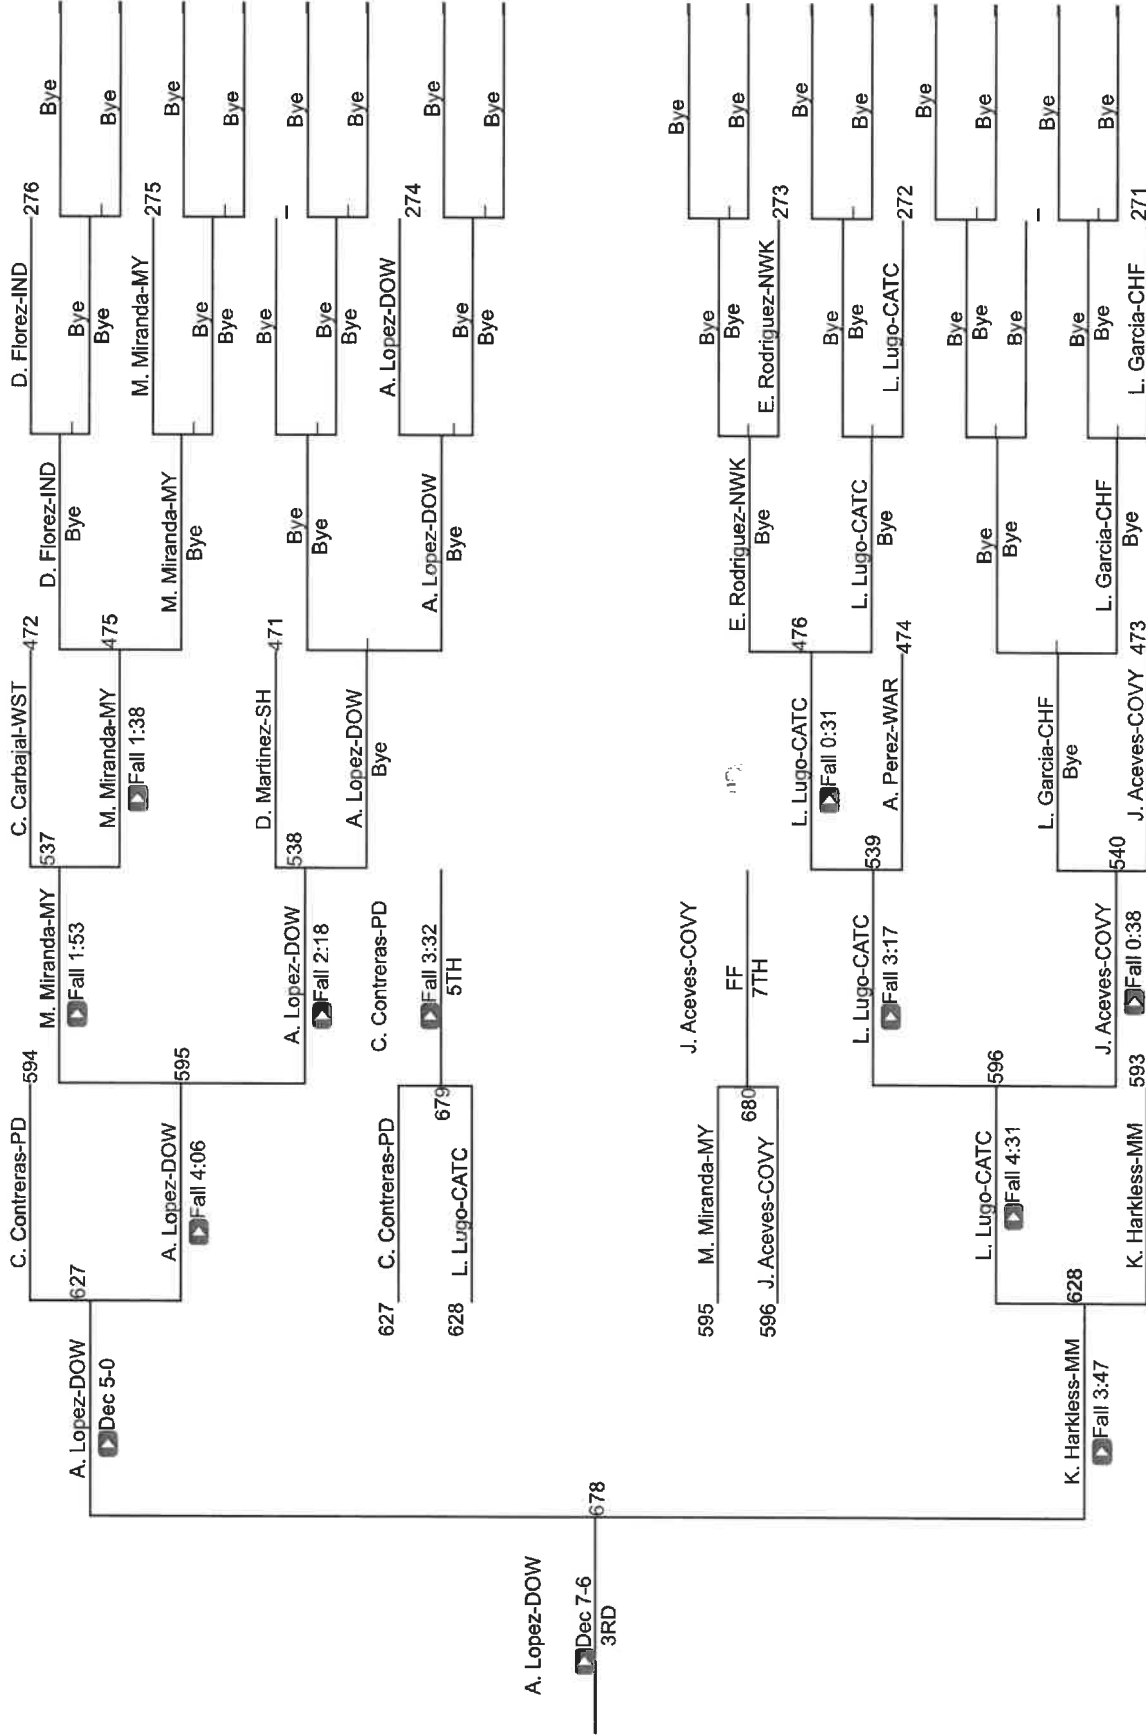 C. Contreras-PD
C. Carbajal-WST
D. Florez-IND
594
472
276
M. Miranda-MY
537
D. Florez-IND
Bye
A. Lopez-DOW
627
Fall 1:53
Bye
Bye
Dec 5-0
M. Miranda-MY
475
Bye
Bye
Fall 1:38
M. Miranda-MY
275
A. Lopez-DOW
595
M. Miranda-MY
Bye
Fall 4:06
Bye
Bye
Bye
Bye
D. Martinez-SH
471
Bye
A. Lopez-DOW
538
Bye
Bye
Fall 2:18
Bye
Bye
A. Lopez-DOW
Bye
Bye
C. Contreras-PD
Bye
627
C. Contreras-PD
A. Lopez-DOW
274
Fall 3:32
A. Lopez-DOW
Bye
679
5TH
Bye
Bye
628
L. Lugo-CATC
Bye
Bye
A. Lopez-DOW
Dec 7-6
678
3RD
J. Aceves-COVY
Bye
595
M. Miranda-MY
FF
E. Rodriguez-NWK
Bye
Bye
680
7TH
Bye
Bye
596
J. Aceves-COVY
E. Rodriguez-NWK
273
L. Lugo-CATC
476
Bye
Fall 0:31
Bye
Bye
L. Lugo-CATC
539
L. Lugo-CATC
Bye
Fall 3:17
A. Perez-WAR
474
Bye
L. Lugo-CATC
272
Bye
L. Lugo-CATC
596
Bye
Bye
Fall 4:31
Bye
Bye
Bye
L. Garcia-CHF
Bye
Bye
K. Harkless-MM
628
Bye
Bye
Fall 3:47
J. Aceves-COVY
540
L. Garcia-CHF
Bye
Bye
K. Harkless-MM
593
Fall 0:38
J. Aceves-COVY
473
Bye
L. Garcia-CHF
271